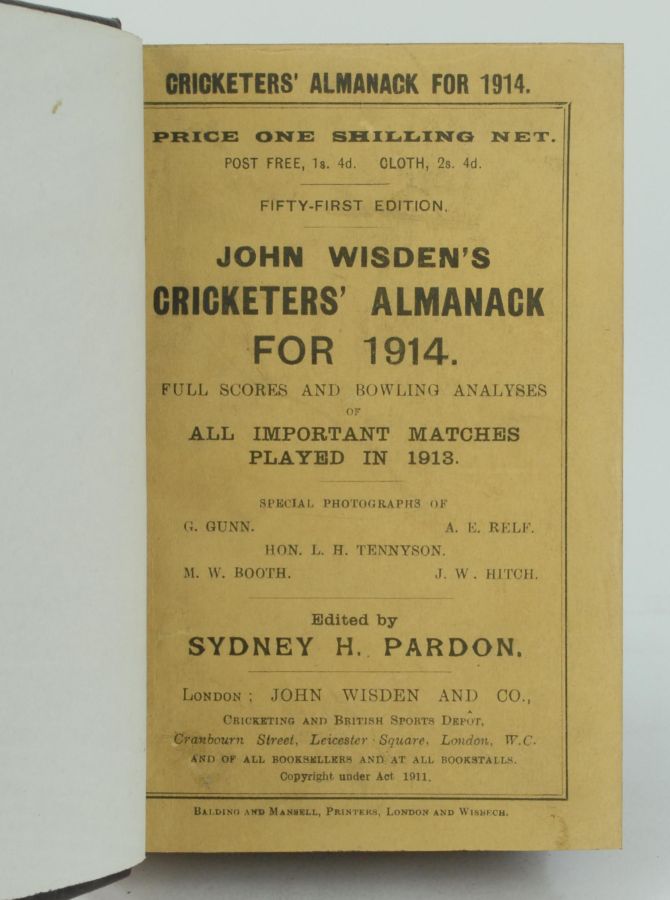 CRICKETERS' ALMANACK FOR 1914.
PRICE ONE SHILLING NET.
POST FREE, 1s. 4d. CLOTH, 2s. 4d.
FIFTY-FIRST EDITION.
JOHN WISDEN'S
CRICKETERS' ALMANACK
FOR 1914.
FULL SCORES AND BOWLING ANALYSES
OF
ALL IMPORTANT MATCHES
PLAYED IN 1913.
SPECIAL PHOTOGRAPHS OF
G. GUNN. A. E. RELF.
HON. L. H. TENNYSON.
M. W. BOOTH. J. W. HITCH.
Edited by
SYDNEY H. PARDON.
LONDON: JOHN WISDEN AND CO.,
CRICKETING AND BRITISH SPORTS DEPÔT,
Cranbourn Street, Leicester Square, London, W.C.
AND OF ALL BOOKSELLERS AND AT ALL BOOKSTALLS.
Copyright under Act 1911.
BALDING AND MANSELL, PRINTERS, LONDON AND WISBECH.